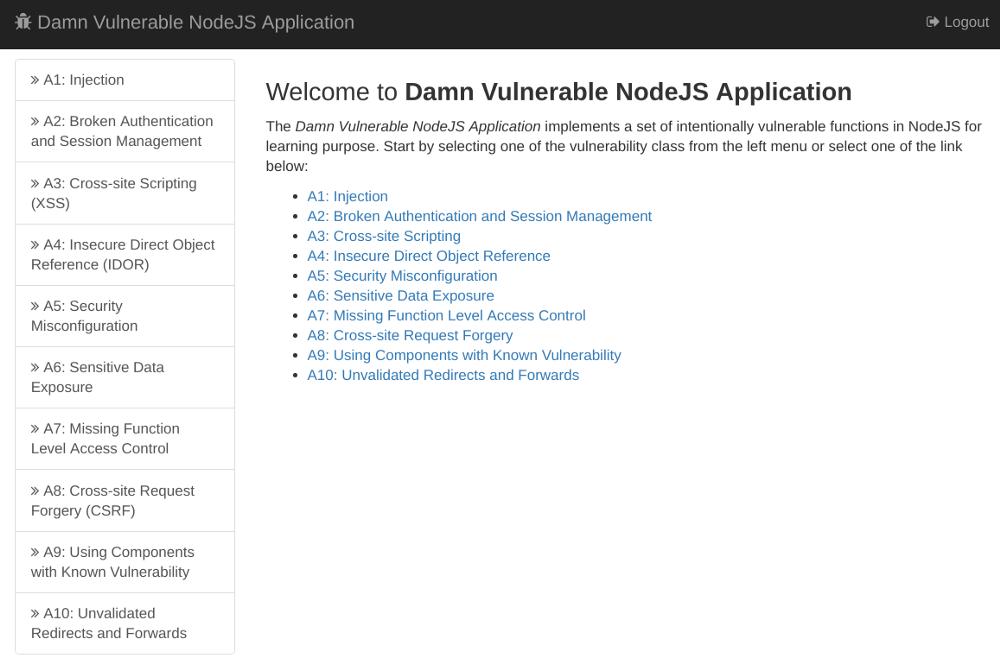 Damn Vulnerable NodeJS Application
Logout
» A1: Injection
» A2: Broken Authentication
and Session Management
» A3: Cross-site Scripting
(XSS)
» A4: Insecure Direct Object
Reference (IDOR)
» A5: Security
Misconfiguration
» A6: Sensitive Data
Exposure
» A7: Missing Function
Level Access Control
» A8: Cross-site Request
Forgery (CSRF)
» A9: Using Components
with Known Vulnerability
» A10: Unvalidated
Redirects and Forwards
Welcome to Damn Vulnerable NodeJS Application
The Damn Vulnerable NodeJS Application implements a set of intentionally vulnerable functions in NodeJS for
learning purpose. Start by selecting one of the vulnerability class from the left menu or select one of the link
below:
• A1: Injection
• A2: Broken Authentication and Session Management
• A3: Cross-site Scripting
• A4: Insecure Direct Object Reference
• A5: Security Misconfiguration
• A6: Sensitive Data Exposure
• A7: Missing Function Level Access Control
• A8: Cross-site Request Forgery
• A9: Using Components with Known Vulnerability
• A10: Unvalidated Redirects and Forwards